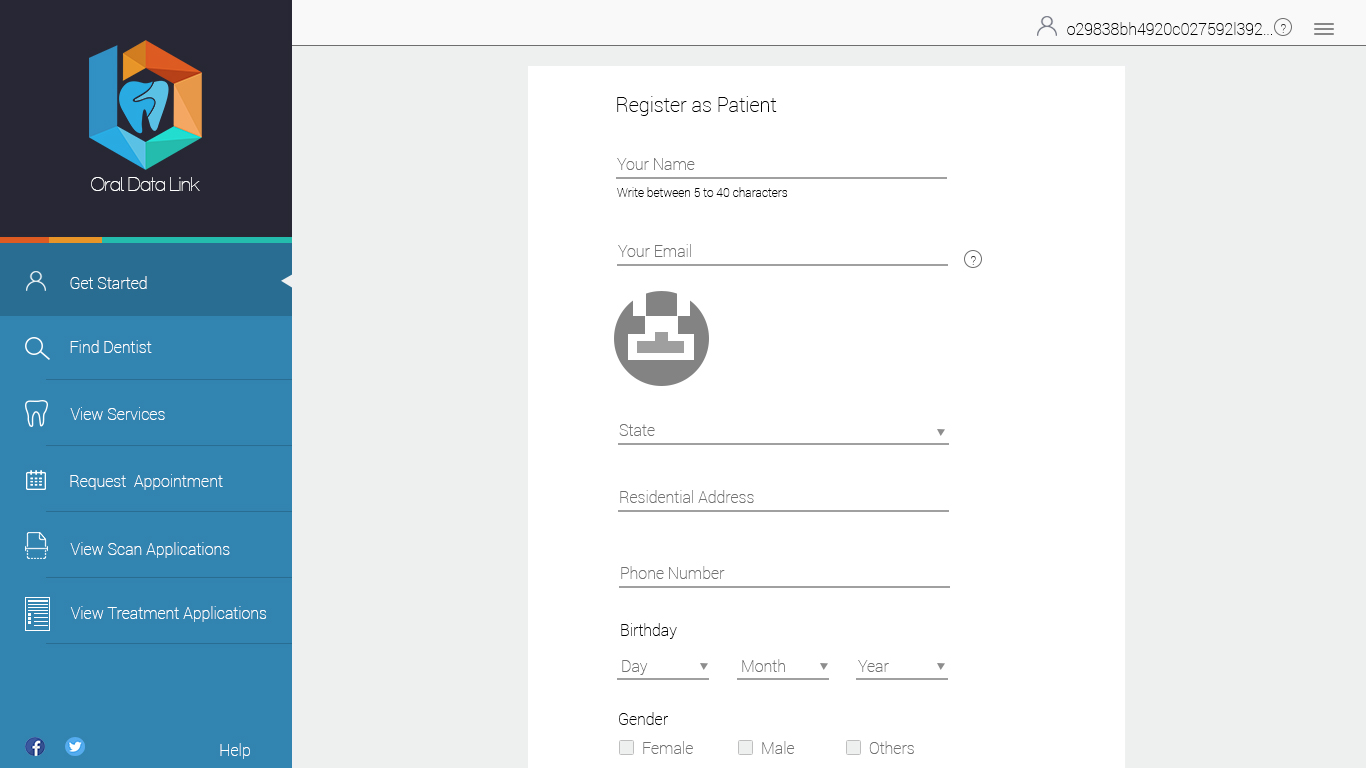 Oral Data Link
Get Started
Find Dentist
View Services
Request Appointment
View Scan Applications
View Treatment Applications
Help
o29838bh4920c027592l392...
?
Register as Patient
Your Name
Write between 5 to 40 characters
Your Email
?
State
Residential Address
Phone Number
Birthday
Day Month Year
Gender
Female Male Others